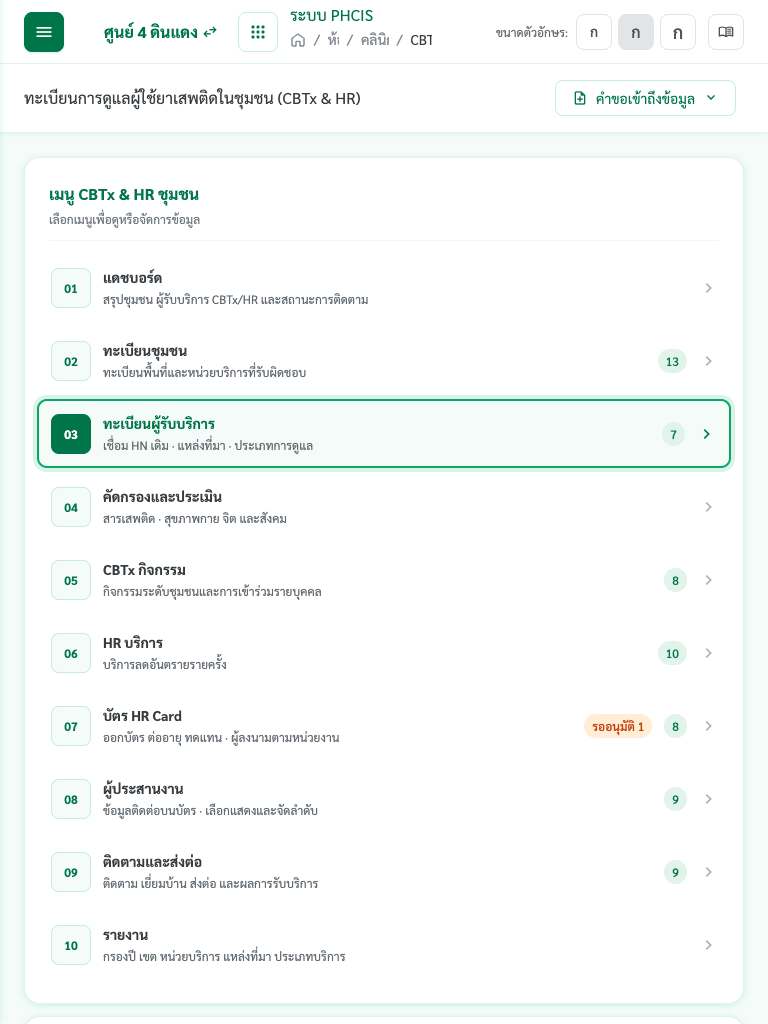 ศูนย์ 4 ดินแดง
ระบบ PHCIS
/ / คลินิ / CBT
ขนาดตัวอักษร: ก ก ก
ทะเบียนการดูแลผู้ใช้ยาเสพติดในชุมชน (CBTx & HR)
คำขอเข้าถึงข้อมูล
เมนู CBTx & HR ชุมชน
เลือกเมนูเพื่อดูหรือจัดการข้อมูล
01 แดชบอร์ด
สรุปชุมชน ผู้รับบริการ CBTx/HR และสถานะการติดตาม
02 ทะเบียนชุมชน 13
ทะเบียนพื้นที่และหน่วยบริการที่รับผิดชอบ
03 ทะเบียนผู้รับบริการ 7
เชื่อม HN เดิม · แหล่งที่มา · ประเภทการดูแล
04 คัดกรองและประเมิน
สารเสพติด · สุขภาพกาย จิต และสังคม
05 CBTx กิจกรรม 8
กิจกรรมระดับชุมชนและการเข้าร่วมรายบุคคล
06 HR บริการ 10
บริการลดอันตรายรายครั้ง
07 บัตร HR Card รออนุมัติ 1 8
ออกบัตร ต่ออายุ ทดแทน · ผู้ลงนามตามหน่วยงาน
08 ผู้ประสานงาน 9
ข้อมูลติดต่อบนบัตร · เลือกแสดงและจัดลำดับ
09 ติดตามและส่งต่อ 9
ติดตาม เยี่ยมบ้าน ส่งต่อ และผลการรับบริการ
10 รายงาน
กรองปี เขต หน่วยบริการ แหล่งที่มา ประเภทบริการ